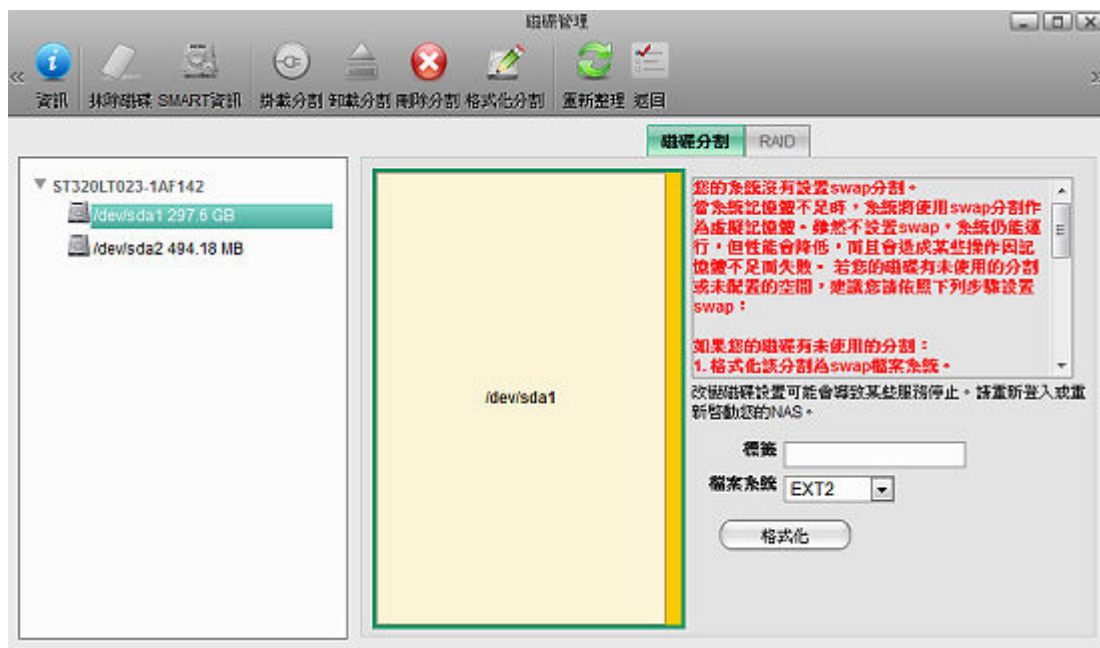 磁碟管理
«
資訊 抹除磁碟 SMART資訊 掛載分割 卸載分割 刪除分割 格式化分割 重新整理 返回
»
磁碟分割 RAID
ST320LT023-1AF142
/dev/sda1 297.6 GB
/dev/sda2 494.18 MB
/dev/sda1
您的系統沒有設置swap分割。
當系統記憶體不足時，系統將使用swap分割作
為虛擬記憶體。雖然不設置swap，系統仍能運
行，但性能會降低，而且會造成某些操作因記
憶體不足而失敗。 若您的磁碟有未使用的分割
或未配置的空間，建議您請依照下列步驟設置
swap：
如果您的磁碟有未使用的分割：
1. 格式化該分割為swap檔案系統。
改變磁碟設置可能會導致某些服務停止。請重新登入或重
新啓動您的NAS。
標籤
檔案系統 EXT2
格式化